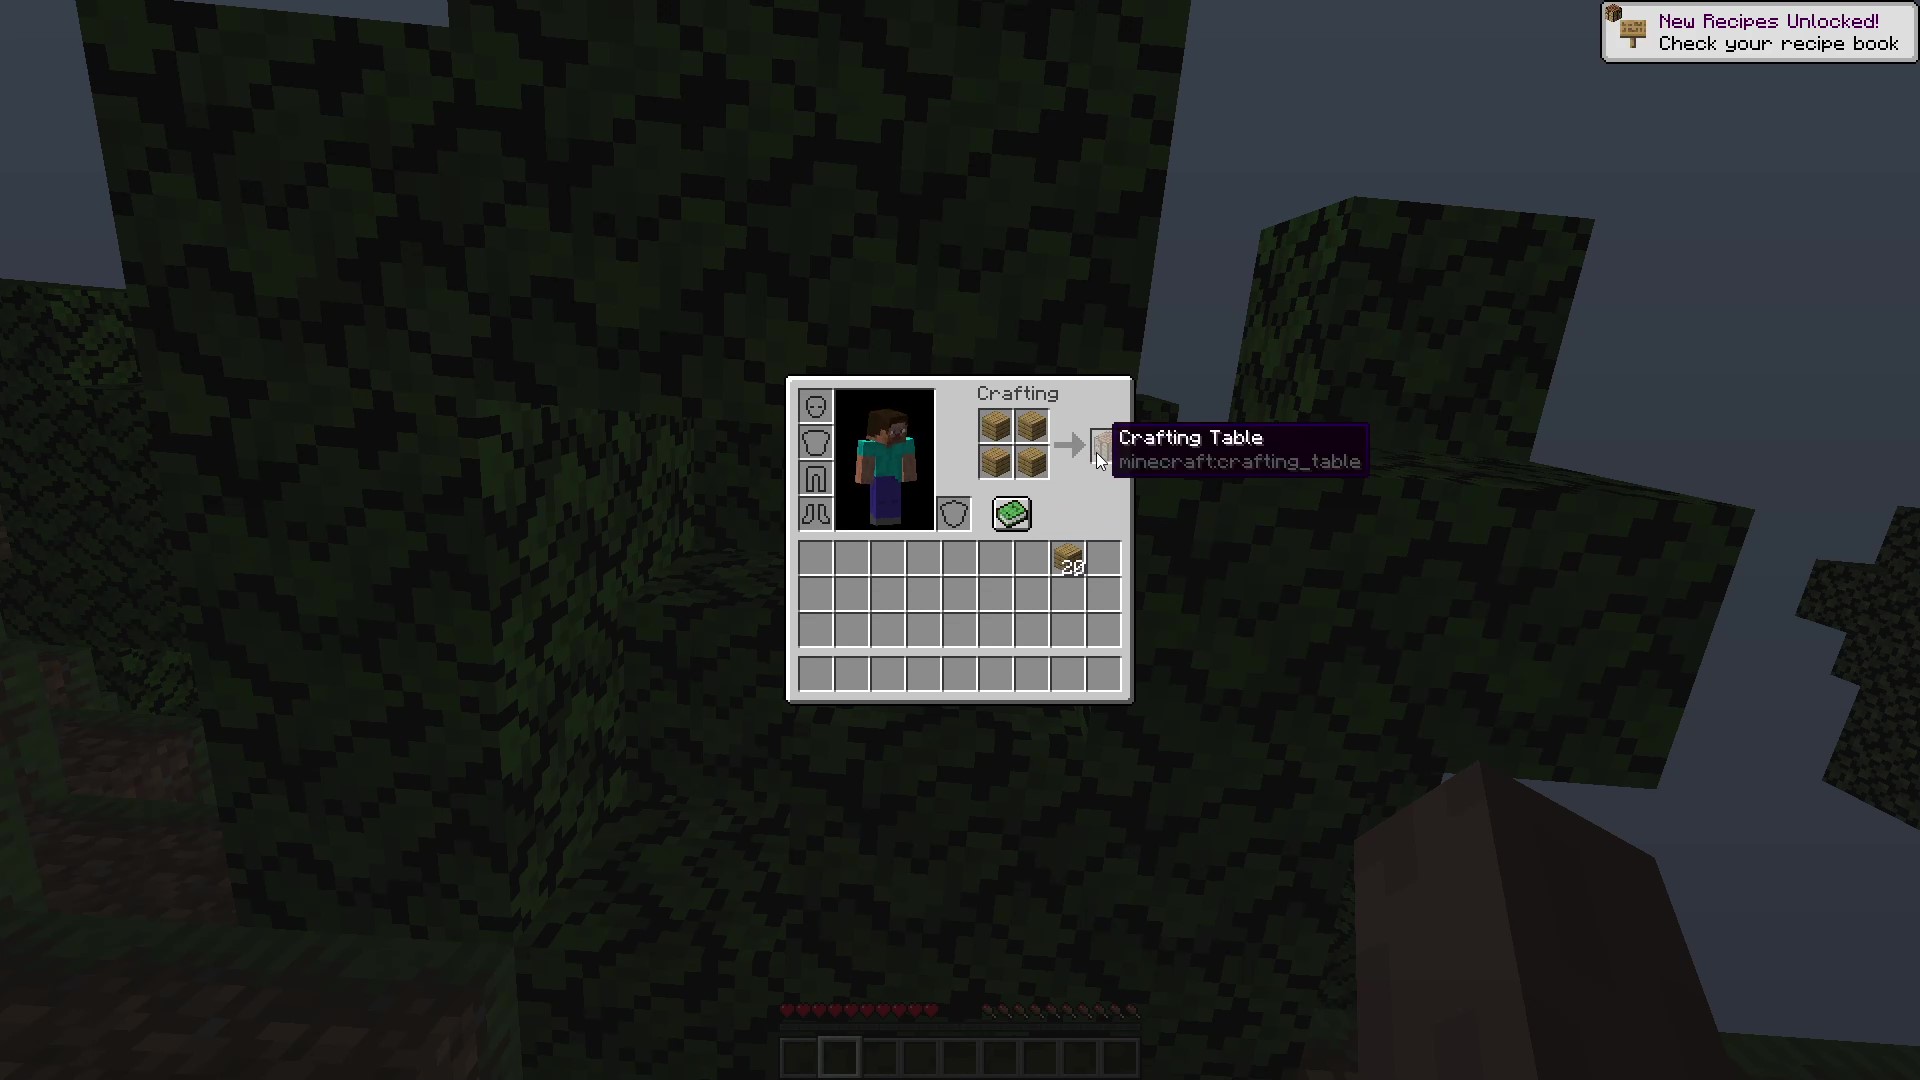 New Recipes Unlocked!
Check your recipe book
Crafting
Crafting Table
minecraft:crafting_table
20